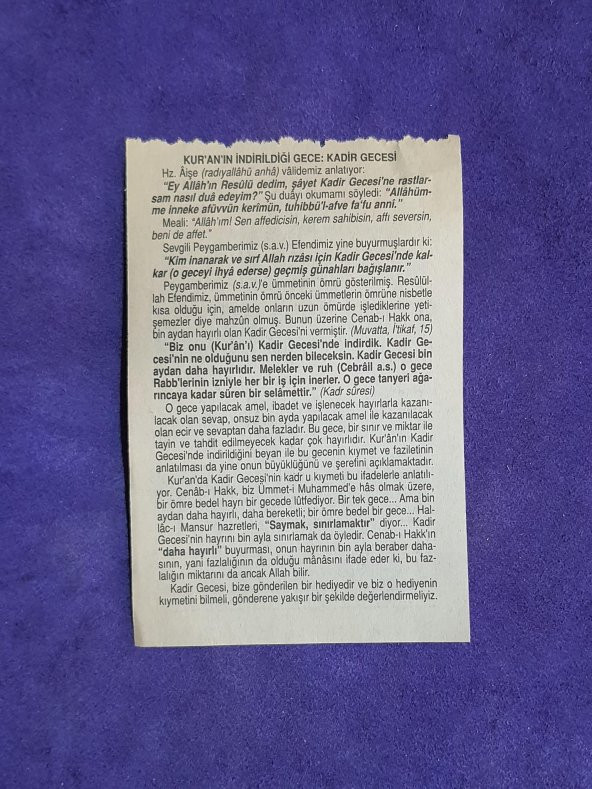 KUR'AN'IN İNDİRİLDİĞİ GECE: KADİR GECESİ
Hz. Âişe (radıyallâhü anhâ) vâlidemiz anlatıyor:
"Ey Allâh'ın Resûlü dedim, şâyet Kadir Gecesi'ne rastlar-
sam nasıl duâ edeyim?" Şu duâyı okumamı söyledi: "Allâhüm-
me inneke afüvvün kerîmün, tuhibbü'l-afve fa'fu annî."
Meali: "Allah'ım! Sen affedicisin, kerem sahibisin, affı seversin,
beni de affet."
Sevgili Peygamberimiz (s.a.v.) Efendimiz yine buyurmuşlardır ki:
"Kim inanarak ve sırf Allah rızâsı için Kadir Gecesi'nde kal-
kar (o geceyi ihyâ ederse) geçmiş günahları bağışlanır."
Peygamberimiz (s.a.v.)'e ümmetinin ömrü gösterilmiş. Resûlül-
lah Efendimiz, ümmetinin ömrü önceki ümmetlerin ömrüne nisbetle
kısa olduğu için, amelde onların uzun ömürde işlediklerine yeti-
şemezler diye mahzûn olmuş. Bunun üzerine Cenab-ı Hakk ona,
bin aydan hayırlı olan Kadir Gecesi'ni vermiştir. (Muvatta, İ'tikaf, 15)
"Biz onu (Kur'ân'ı) Kadir Gecesi'nde indirdik. Kadir Ge-
cesi'nin ne olduğunu sen nerden bileceksin. Kadir Gecesi bin
aydan daha hayırlıdır. Melekler ve ruh (Cebrâîl a.s.) o gece
Rabb'lerinin izniyle her bir iş için inerler. O gece tanyeri ağa-
rıncaya kadar süren bir selâmettir." (Kadr sûresi)
O gece yapılacak amel, ibadet ve işlenecek hayırlarla kazanı-
lacak olan sevap, onsuz bin ayda yapılacak amel ile kazanılacak
olan ecir ve sevaptan daha fazladır. Bu gece, bir sınır ve miktar ile
tayin ve tahdit edilmeyecek kadar çok hayırlıdır. Kur'ân'ın Kadir
Gecesi'nde indirildiğini beyan ile bu gecenin kıymet ve faziletinin
anlatılması da yine onun büyüklüğünü ve şerefini açıklamaktadır.
Kur'an'da Kadir Gecesi'nin kadr u kıymeti bu ifadelerle anlatılı-
yor. Cenâb-ı Hakk, biz Ümmet-i Muhammed'e hâs olmak üzere,
bir ömre bedel hayrı bir gecede lûtfediyor. Bir tek gece... Ama bin
aydan hayırlı, daha bereketli; bir ömre bedel bir gece... Hal-
lâc-ı Mansur hazretleri, "Saymak, sınırlamaktır" diyor... Kadir
Gecesi'nin hayrını bin ayla sınırlamak da öyledir. Cenab-ı Hakk'ın
"daha hayırlı" buyurması, onun hayrının bin ayla beraber daha-
sının, yani fazlalığının da olduğu mânâsını ifade eder ki, bu faz-
lalığın miktarını da ancak Allah bilir.
Kadir Gecesi, bize gönderilen bir hediyedir ve biz o hediyenin
kıymetini bilmeli, gönderene yakışır bir şekilde değerlendirmeliyiz.